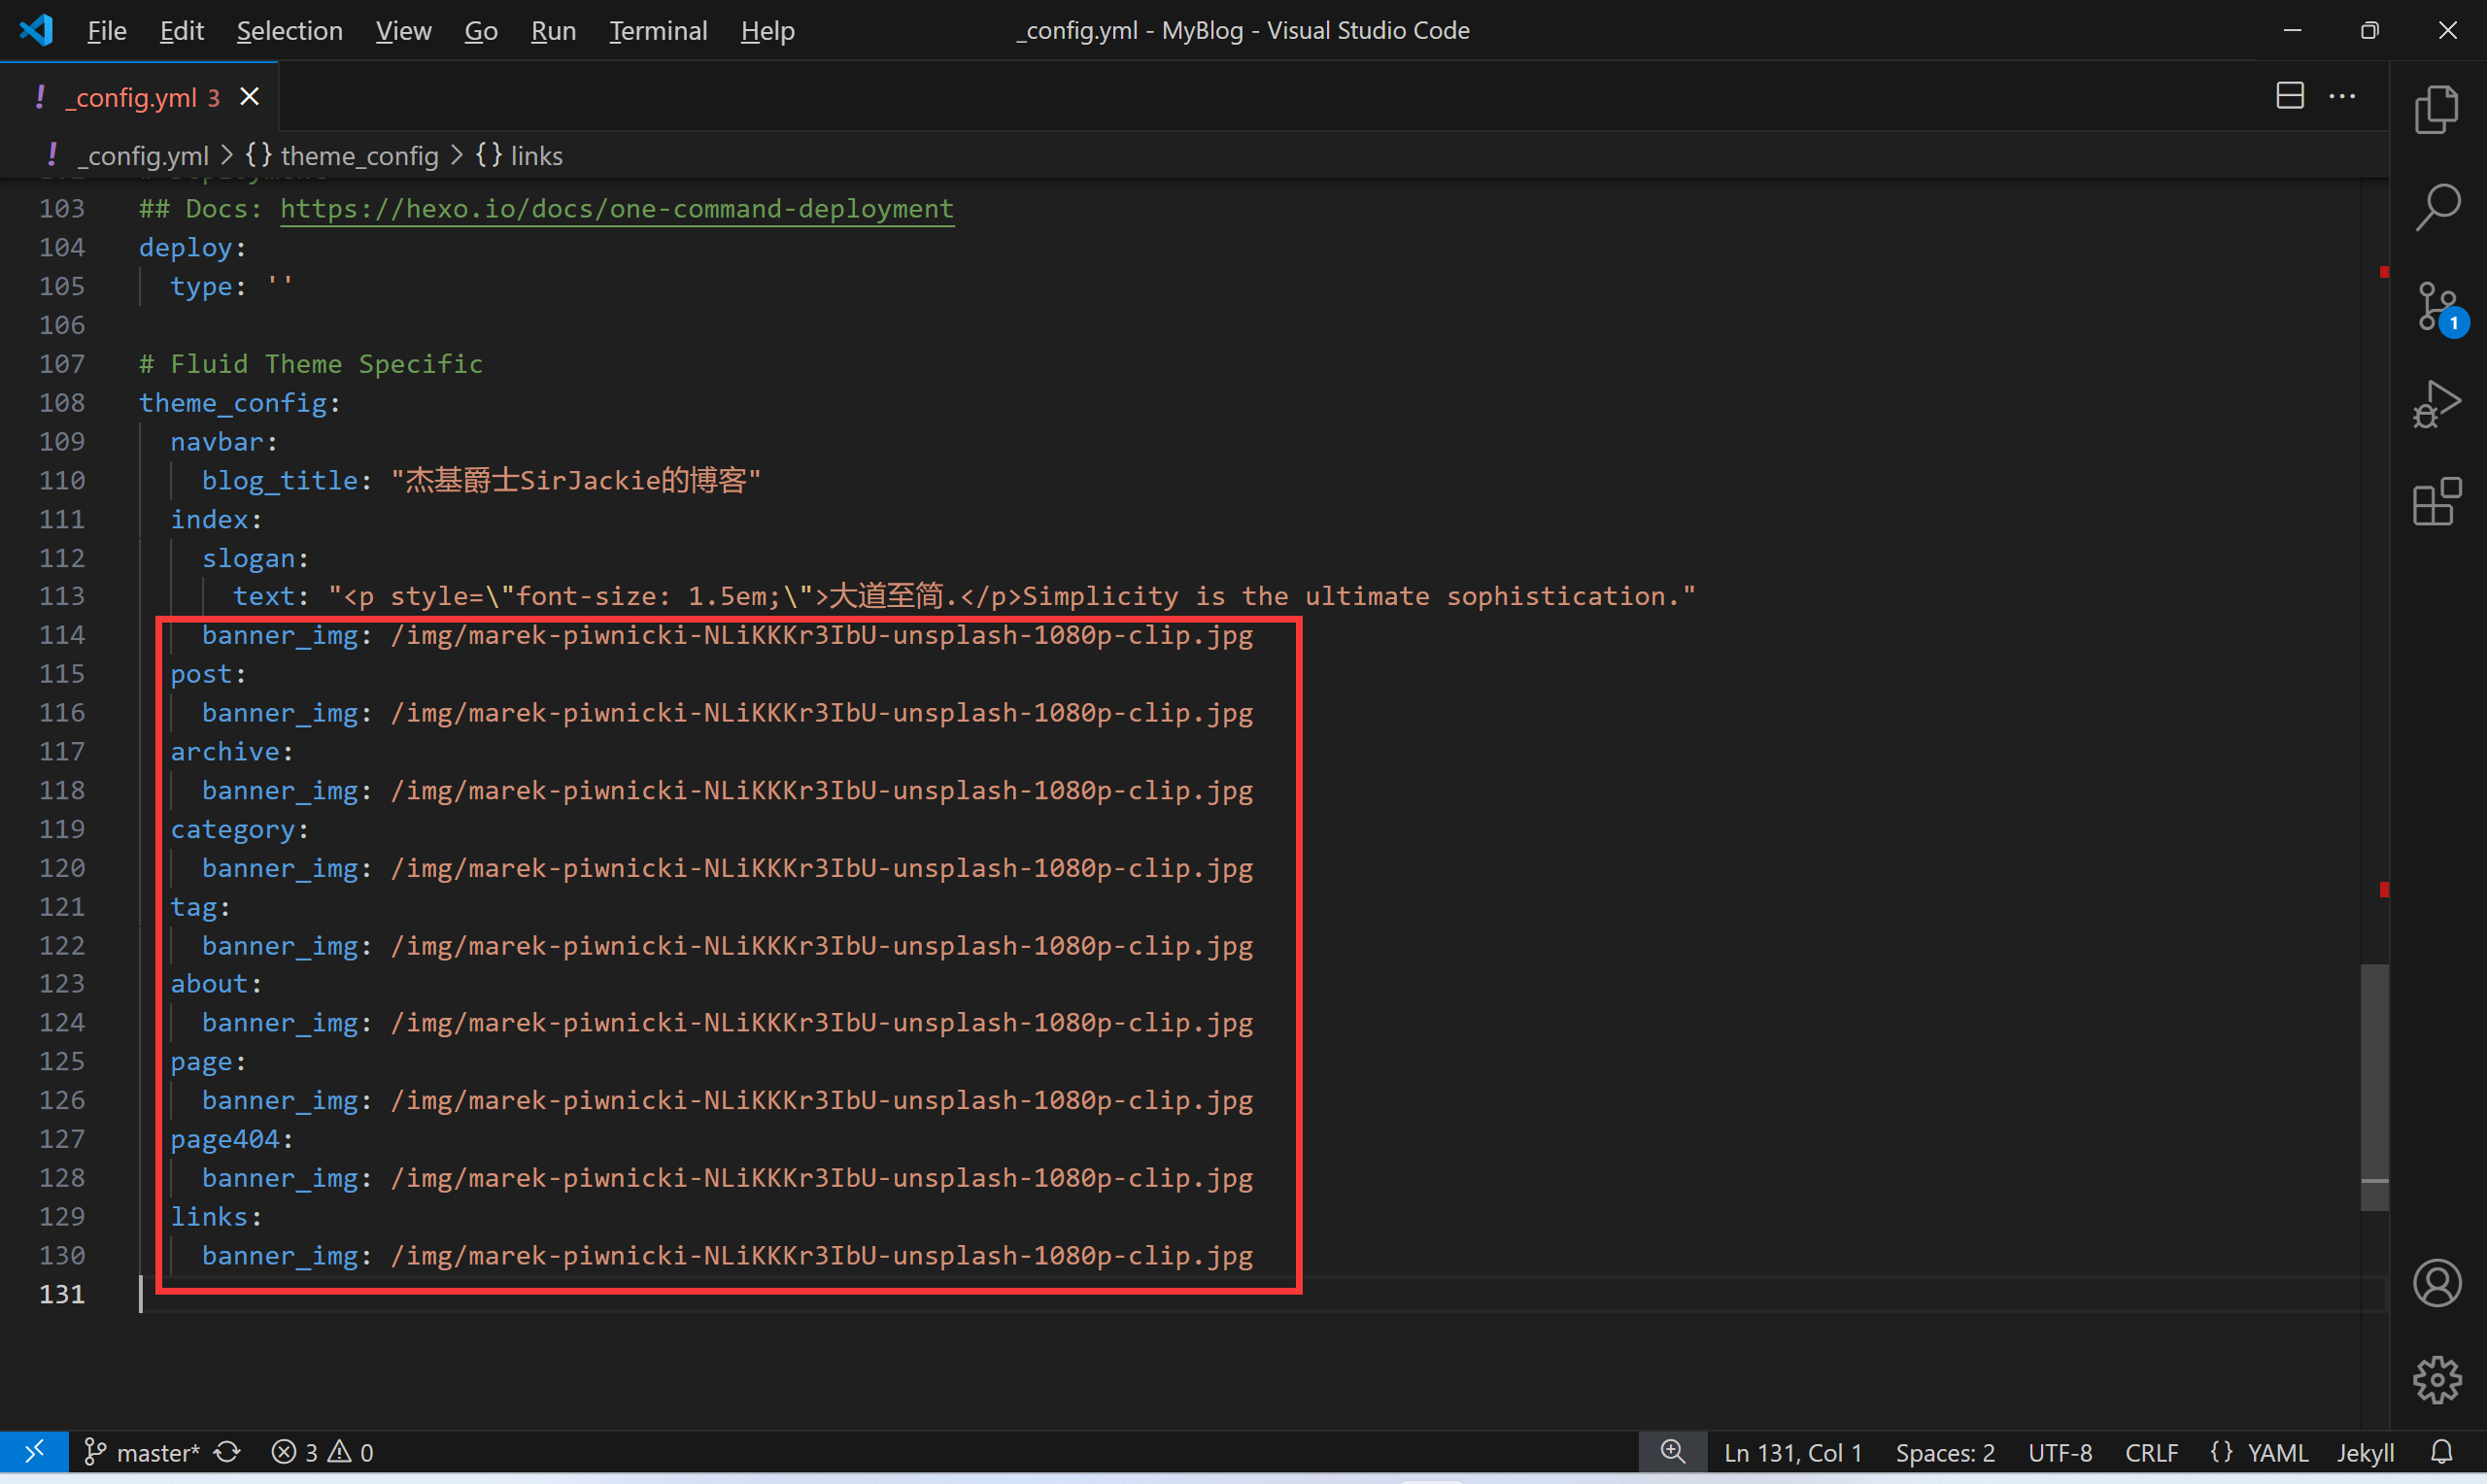 File Edit Selection View Go Run Terminal Help _config.yml - MyBlog - Visual Studio Code
! _config.yml 3
! _config.yml > {} theme_config > {} links
103 ## Docs: https://hexo.io/docs/one-command-deployment
104 deploy:
105 type: ''
106
107 # Fluid Theme Specific
108 theme_config:
109 navbar:
110 blog_title: "杰基爵士SirJackie的博客"
111 index:
112 slogan:
113 text: "<p style=\"font-size: 1.5em;\">大道至简.</p>Simplicity is the ultimate sophistication."
114 banner_img: /img/marek-piwnicki-NLiKKKr3IbU-unsplash-1080p-clip.jpg
115 post:
116 banner_img: /img/marek-piwnicki-NLiKKKr3IbU-unsplash-1080p-clip.jpg
117 archive:
118 banner_img: /img/marek-piwnicki-NLiKKKr3IbU-unsplash-1080p-clip.jpg
119 category:
120 banner_img: /img/marek-piwnicki-NLiKKKr3IbU-unsplash-1080p-clip.jpg
121 tag:
122 banner_img: /img/marek-piwnicki-NLiKKKr3IbU-unsplash-1080p-clip.jpg
123 about:
124 banner_img: /img/marek-piwnicki-NLiKKKr3IbU-unsplash-1080p-clip.jpg
125 page:
126 banner_img: /img/marek-piwnicki-NLiKKKr3IbU-unsplash-1080p-clip.jpg
127 page404:
128 banner_img: /img/marek-piwnicki-NLiKKKr3IbU-unsplash-1080p-clip.jpg
129 links:
130 banner_img: /img/marek-piwnicki-NLiKKKr3IbU-unsplash-1080p-clip.jpg
131
1
master* 3 0 Ln 131, Col 1 Spaces: 2 UTF-8 CRLF {} YAML Jekyll